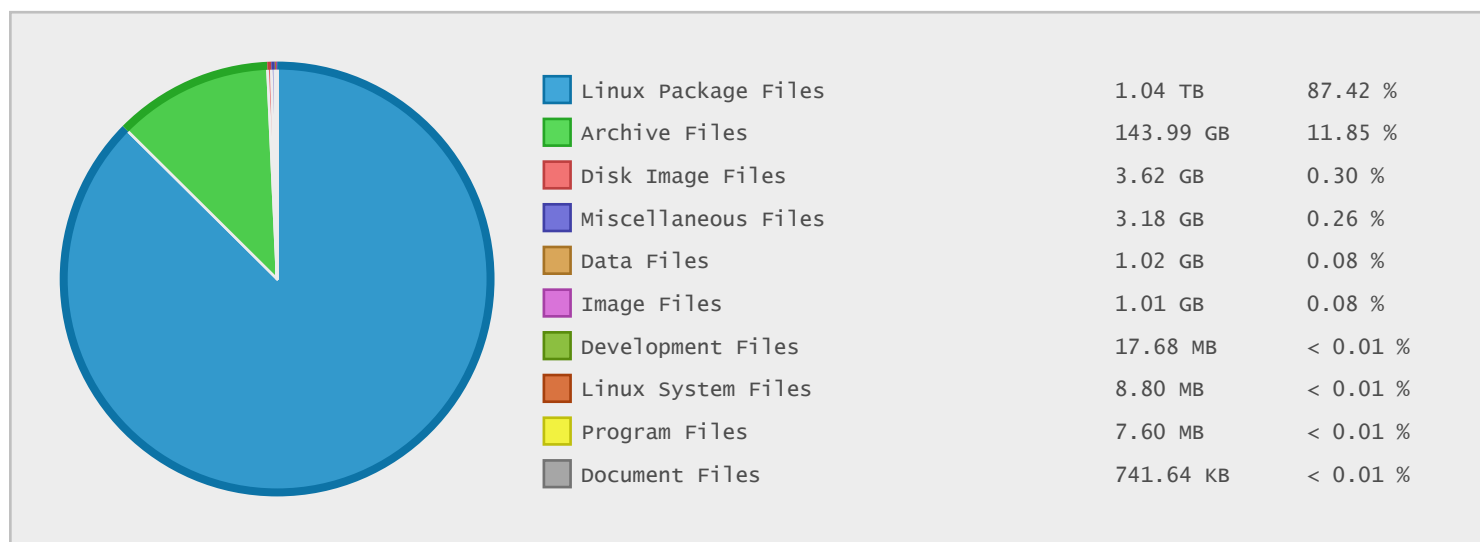 Linux Package Files 1.04 TB 87.42 %
Archive Files 143.99 GB 11.85 %
Disk Image Files 3.62 GB 0.30 %
Miscellaneous Files 3.18 GB 0.26 %
Data Files 1.02 GB 0.08 %
Image Files 1.01 GB 0.08 %
Development Files 17.68 MB < 0.01 %
Linux System Files 8.80 MB < 0.01 %
Program Files 7.60 MB < 0.01 %
Document Files 741.64 KB < 0.01 %